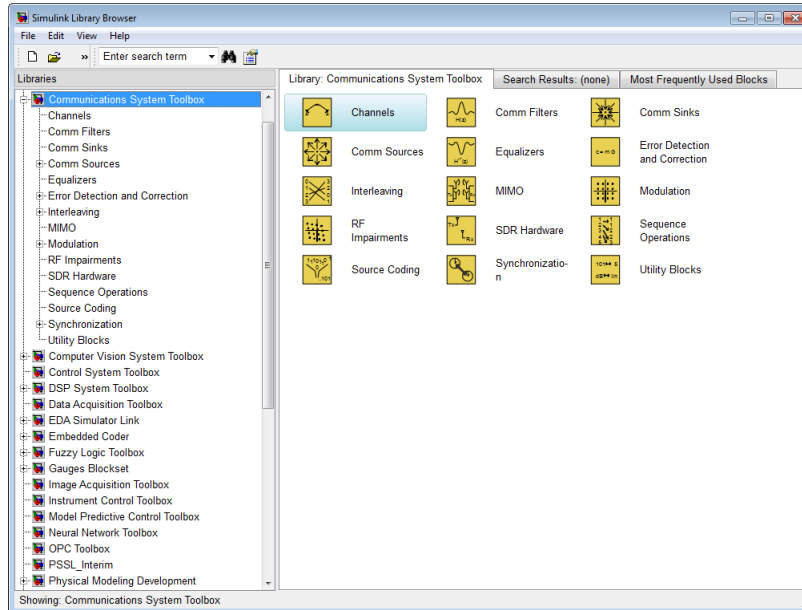 Simulink Library Browser
File Edit View Help
» Enter search term
Libraries
Library: Communications System Toolbox
Search Results: (none)
Most Frequently Used Blocks
Communications System Toolbox
Channels
Comm Filters
Comm Sinks
Comm Sources
Equalizers
Error Detection and Correction
Interleaving
MIMO
Modulation
RF Impairments
SDR Hardware
Sequence Operations
Source Coding
Synchronization
Utility Blocks
Computer Vision System Toolbox
Control System Toolbox
DSP System Toolbox
Data Acquisition Toolbox
EDA Simulator Link
Embedded Coder
Fuzzy Logic Toolbox
Gauges Blockset
Image Acquisition Toolbox
Instrument Control Toolbox
Model Predictive Control Toolbox
Neural Network Toolbox
OPC Toolbox
PSSL_Interim
Physical Modeling Development
Channels
Comm Filters
Comm Sinks
Comm Sources
Equalizers
Error Detection
and Correction
Interleaving
MIMO
Modulation
RF
Impairments
SDR Hardware
Sequence
Operations
Source Coding
Synchronizatio-
n
Utility Blocks
Showing: Communications System Toolbox